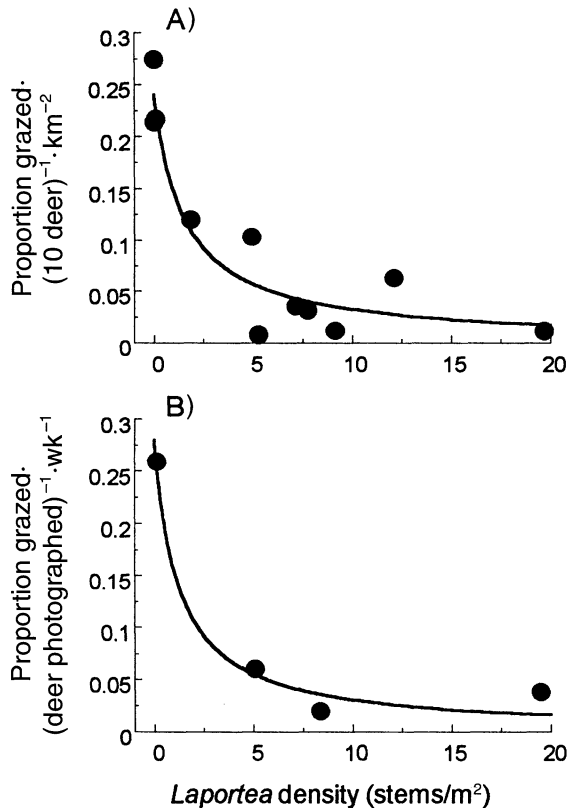 A)
Proportion grazed·
(10 deer)⁻¹·km⁻²
0.3
0.25
0.2
0.15
0.1
0.05
0
0 5 10 15 20
B)
Proportion grazed·
(deer photographed)⁻¹·wk⁻¹
0.3
0.25
0.2
0.15
0.1
0.05
0
0 5 10 15 20
Laportea density (stems/m²)